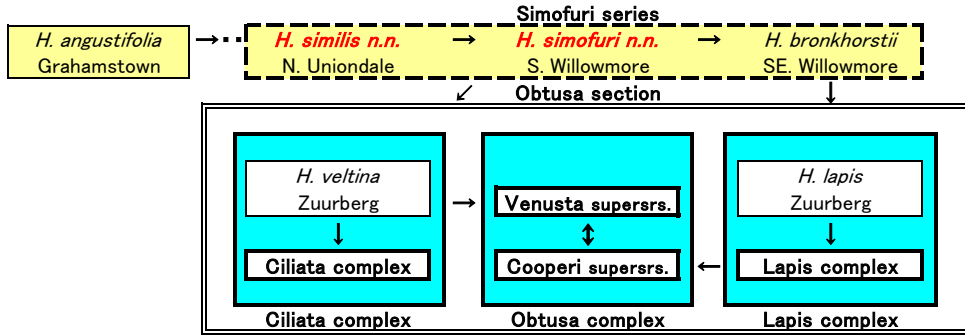 Simofuri series
H. angustifolia
Grahamstown
H. similis n.n.
N. Uniondale
H. simofuri n.n.
S. Willowmore
H. bronkhorstii
SE. Willowmore
Obtusa section
H. veltina
Zuurberg
Ciliata complex
Ciliata complex
Venusta supersrs.
Cooperi supersrs.
Obtusa complex
H. lapis
Zuurberg
Lapis complex
Lapis complex